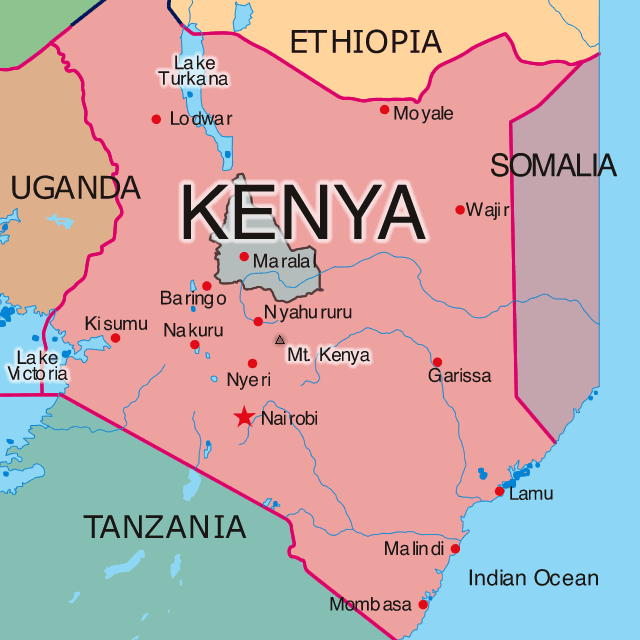 ETHIOPIA
Lake
Turkana
Lodwar
Moyale
SOMALIA
UGANDA
KENYA
Wajir
Maralal
Baringo
Nyahururu
Kisumu
Nakuru
Mt. Kenya
Lake
Victoria
Nyeri
Garissa
Nairobi
Lamu
TANZANIA
Malindi
Indian Ocean
Mombasa